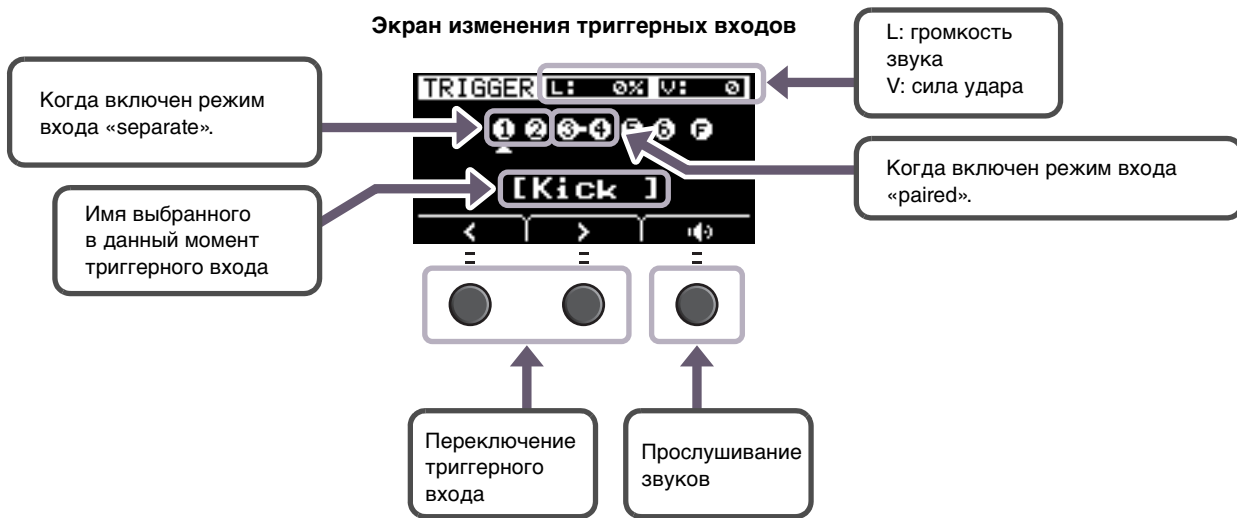 Экран изменения триггерных входов
L: громкость
звука
V: сила удара
Когда включен режим
входа «separate».
TRIGGER L: 0% V: 0
1 2 3-4 5 6 F
Когда включен режим входа
«paired».
[Kick ]
Имя выбранного
в данный момент
триггерного входа
< >
Переключение
триггерного
входа
Прослушивание
звуков